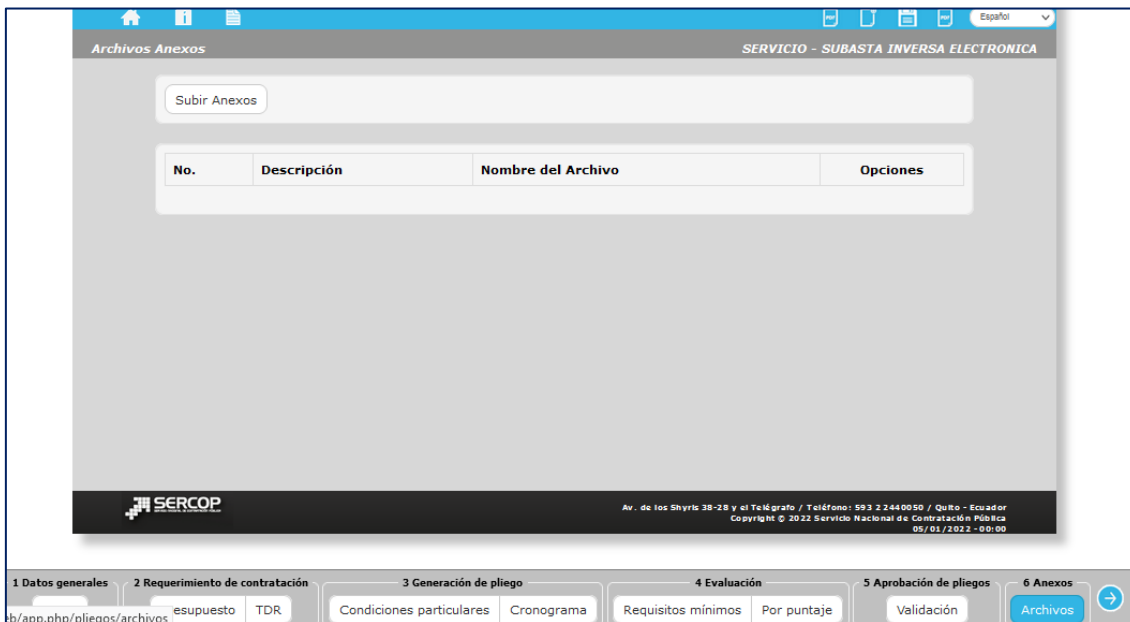 Español
Archivos Anexos
SERVICIO - SUBASTA INVERSA ELECTRONICA
Subir Anexos
No. Descripción Nombre del Archivo Opciones
SERCOP
Av. de los Shyris 38-28 y el Telégrafo / Teléfono: 593 2 2440050 / Quito - Ecuador
Copyright © 2022 Servicio Nacional de Contratación Pública
05/01/2022 - 00:00
1 Datos generales 2 Requerimiento de contratación 3 Generación de pliego 4 Evaluación 5 Aprobación de pliegos 6 Anexos
esupuesto TDR Condiciones particulares Cronograma Requisitos mínimos Por puntaje Validación Archivos
eb/app.php/pliegos/archivos